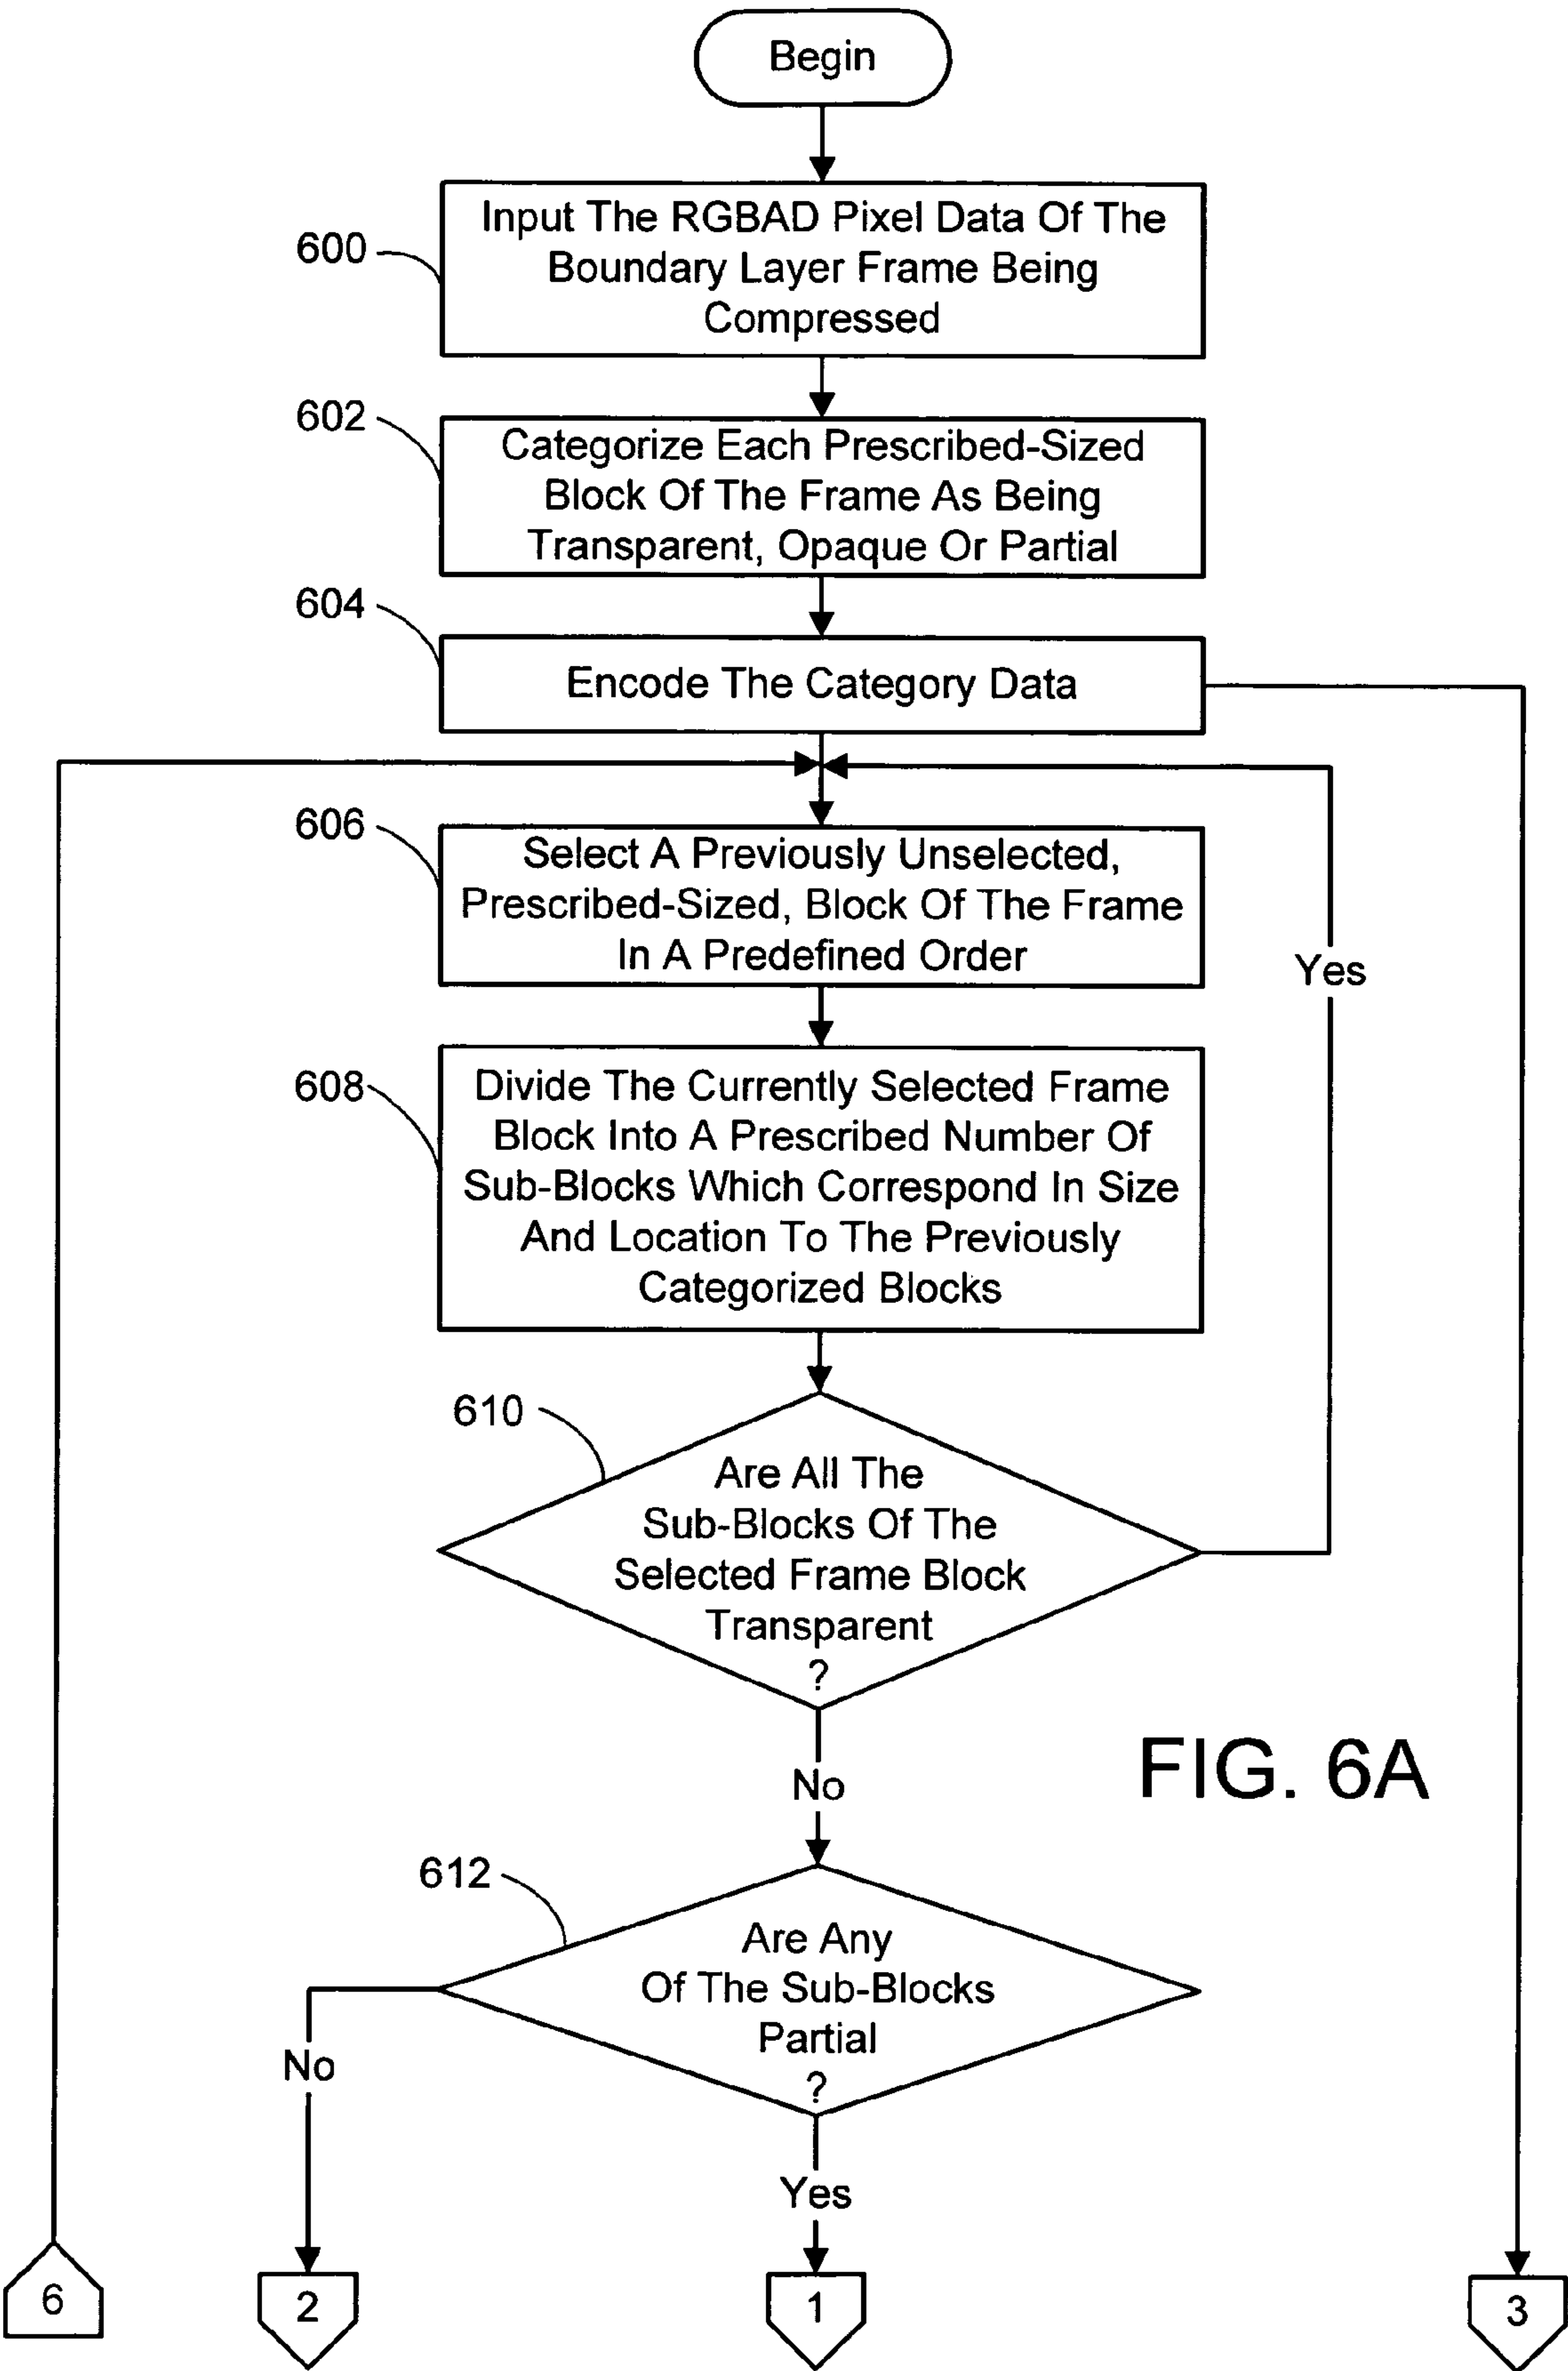 Begin
600
Input The RGBAD Pixel Data Of The
Boundary Layer Frame Being
Compressed
602
Categorize Each Prescribed-Sized
Block Of The Frame As Being
Transparent, Opaque Or Partial
604
Encode The Category Data
606
Select A Previously Unselected,
Prescribed-Sized, Block Of The Frame
In A Predefined Order
Yes
608
Divide The Currently Selected Frame
Block Into A Prescribed Number Of
Sub-Blocks Which Correspond In Size
And Location To The Previously
Categorized Blocks
610
Are All The
Sub-Blocks Of The
Selected Frame Block
Transparent
?
FIG. 6A
No
612
Are Any
Of The Sub-Blocks
Partial
?
No
Yes
6
2
1
3